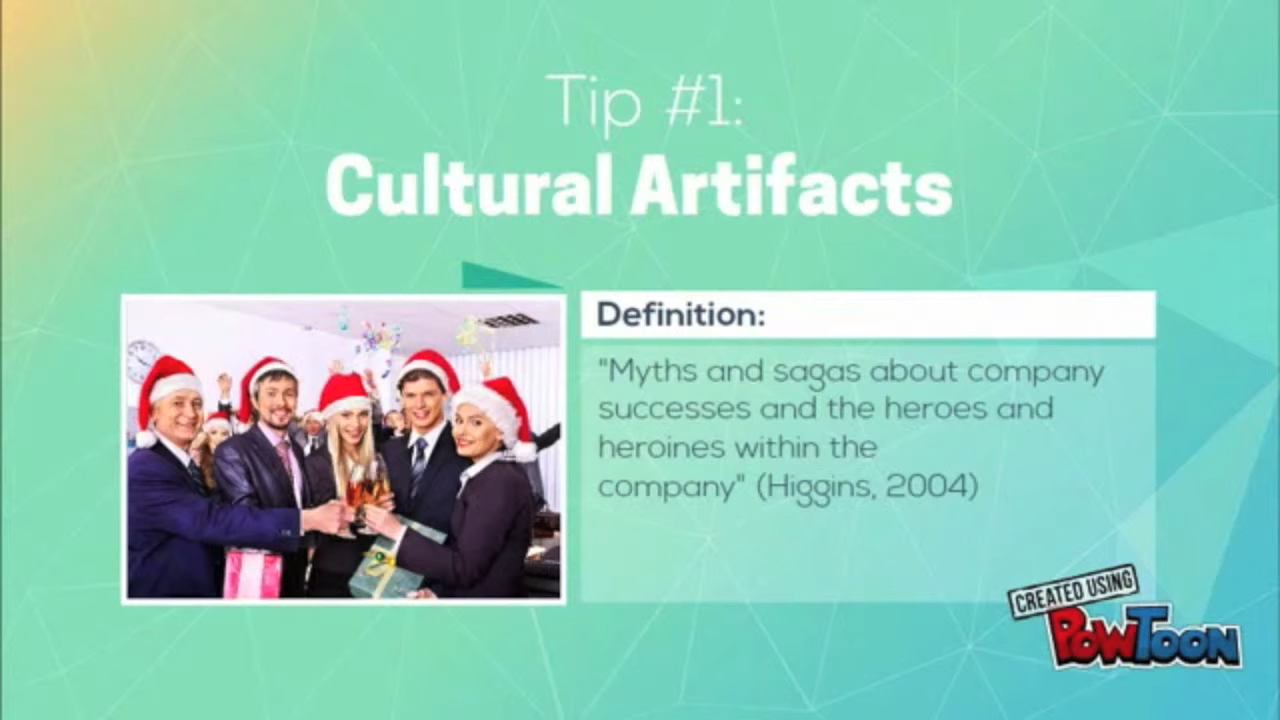 Tip #1:
Cultural Artifacts
Definition:
"Myths and sagas about company
successes and the heroes and
heroines within the
company" (Higgins, 2004)
CREATED USING
POWTOON